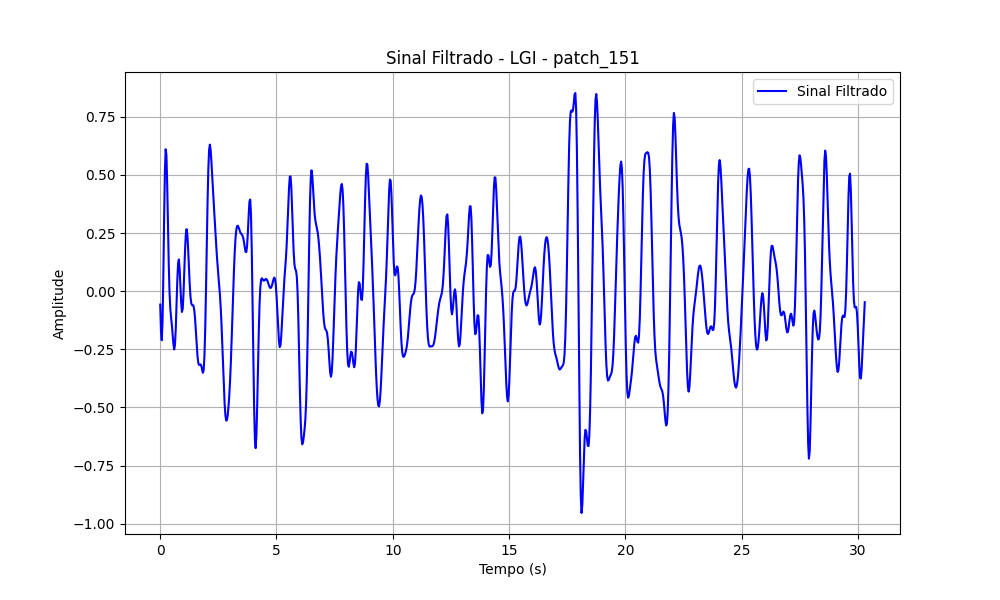 Sinal Filtrado - LGI - patch_151
Sinal Filtrado
0.75
0.50
0.25
0.00
−0.25
−0.50
−0.75
−1.00
Amplitude
0 5 10 15 20 25 30
Tempo (s)